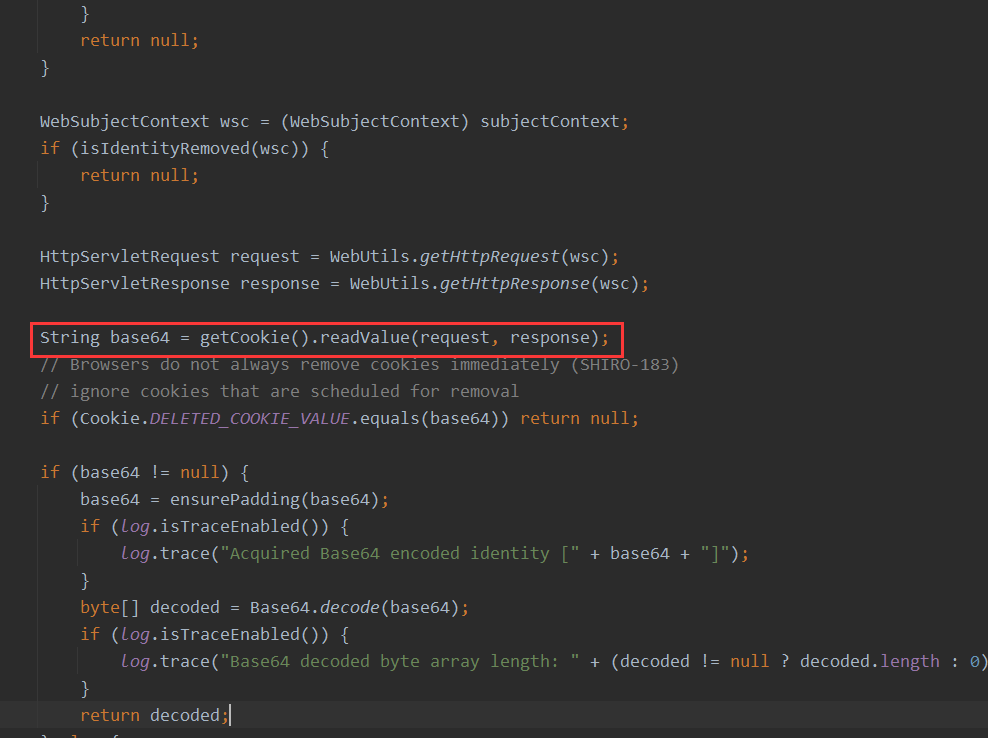 }
return null;
}
WebSubjectContext wsc = (WebSubjectContext) subjectContext;
if (isIdentityRemoved(wsc)) {
return null;
}
HttpServletRequest request = WebUtils.getHttpRequest(wsc);
HttpServletResponse response = WebUtils.getHttpResponse(wsc);
String base64 = getCookie().readValue(request, response);
// Browsers do not always remove cookies immediately (SHIRO-183)
// ignore cookies that are scheduled for removal
if (Cookie.DELETED_COOKIE_VALUE.equals(base64)) return null;
if (base64 != null) {
base64 = ensurePadding(base64);
if (log.isTraceEnabled()) {
log.trace("Acquired Base64 encoded identity [" + base64 + "]");
}
byte[] decoded = Base64.decode(base64);
if (log.isTraceEnabled()) {
log.trace("Base64 decoded byte array length: " + (decoded != null ? decoded.length : 0)
}
return decoded;